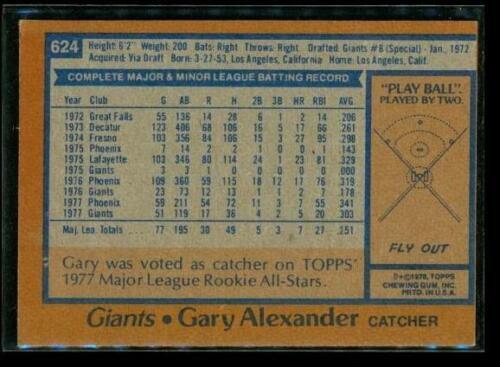 624 Height: 6'2" Weight: 200 Bats: Right Throws: Right Drafted: Giants #8 (Special) - Jan., 1972
Acquired: Via Draft Born: 3-27-53, Los Angeles, California Home: Los Angeles, Calif.
COMPLETE MAJOR & MINOR LEAGUE BATTING RECORD
Year Club G AB R H 2B 3B HR RBI AVG
1972 Great Falls 55 136 14 28 6 1 2 14 .206
1973 Decatur 123 406 68 106 16 5 17 66 .261
1974 Fresno 103 356 84 106 15 3 27 95 .298
1975 Phoenix 7 14 2 2 0 0 0 1 .143
1975 Lafayette 103 346 80 114 24 1 23 81 .329
1975 Giants 3 3 1 0 0 0 0 0 .000
1976 Phoenix 109 360 59 115 18 12 17 76 .319
1976 Giants 23 73 12 13 1 1 2 7 .178
1977 Phoenix 59 211 54 72 11 5 14 55 .341
1977 Giants 51 119 17 36 4 2 5 20 .303
Maj. Lea. Totals 77 195 30 49 5 3 7 27 .251
Gary was voted as catcher on TOPPS'
1977 Major League Rookie All-Stars.
"PLAY BALL"
PLAYED BY TWO.
FLY OUT
©1978, TOPPS
CHEWING GUM, INC.
PRTD. IN U.S.A.
Giants • Gary Alexander CATCHER